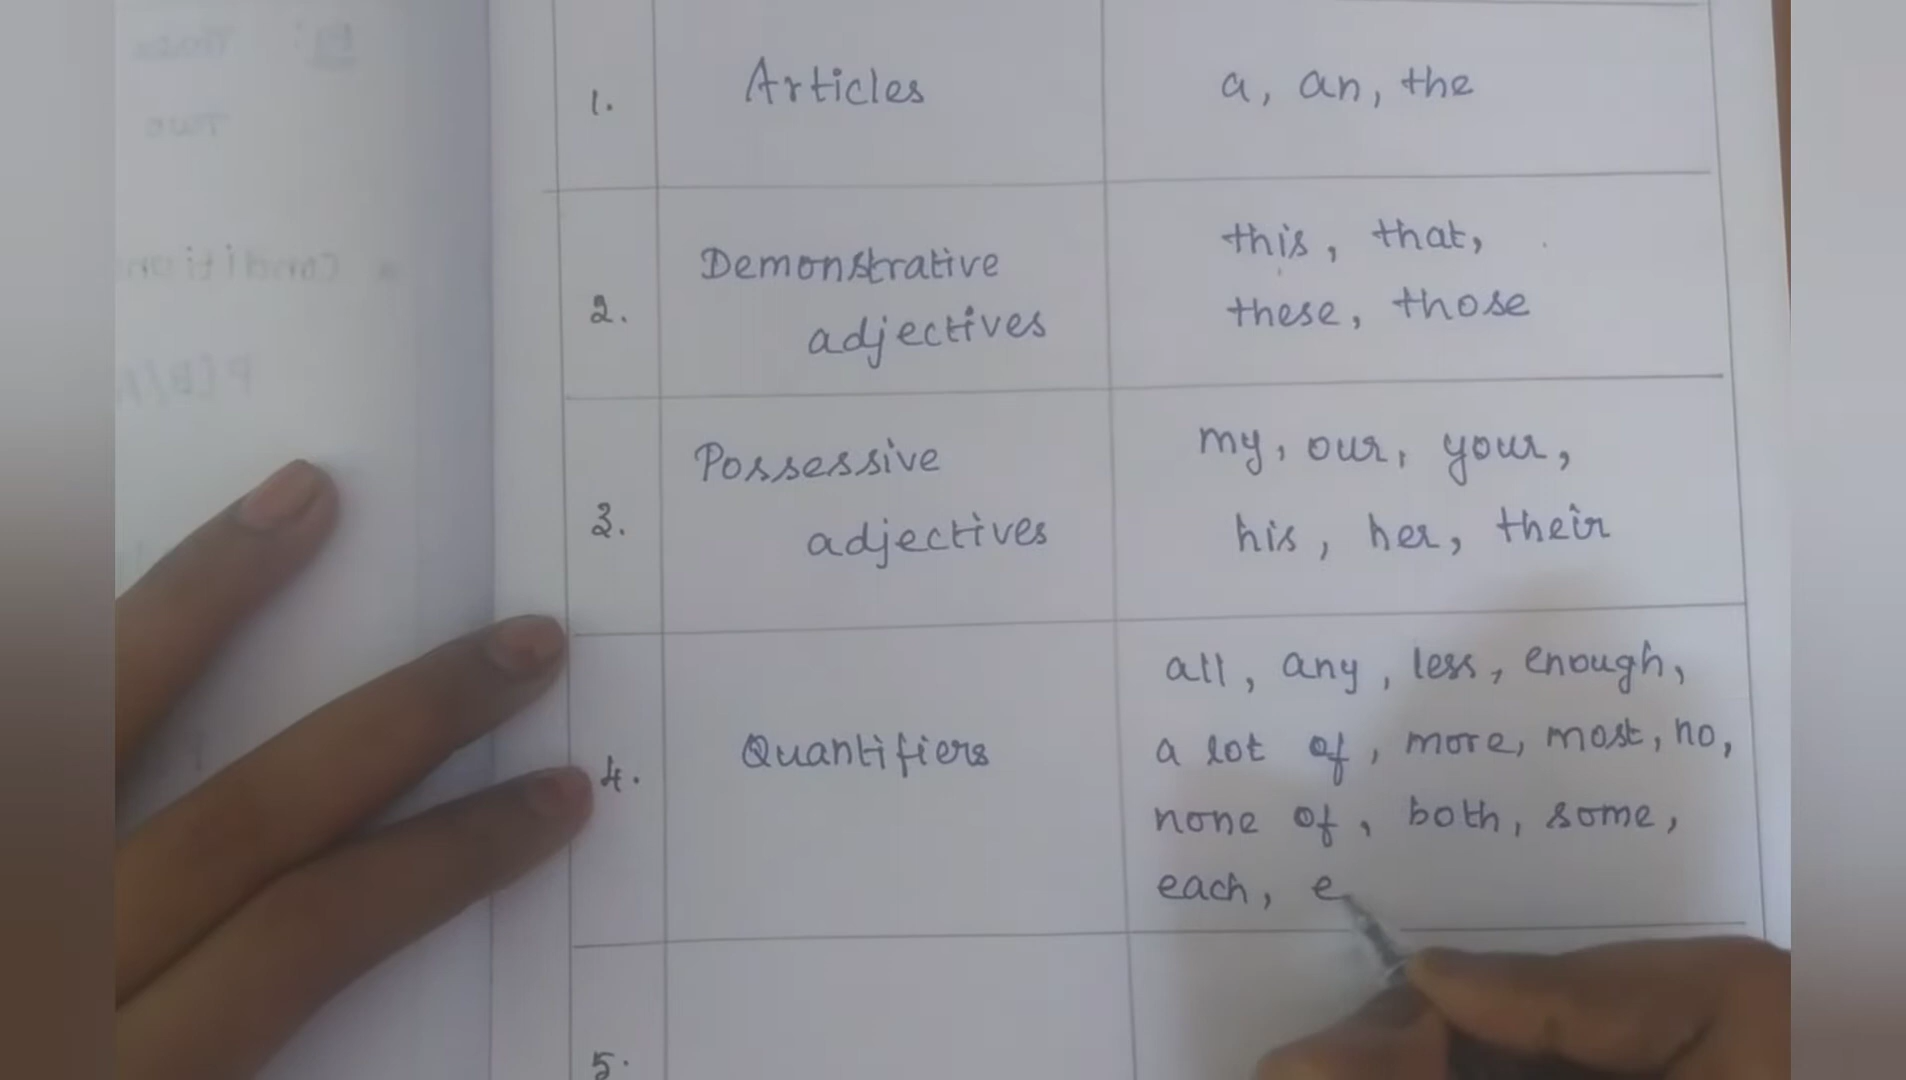 1. Articles a, an, the
Demonstrative this, that,
2. adjectives these, those
Possessive my, our, your,
3. adjectives his, her, their
all, any, less, enough,
4. Quantifiers a lot of, more, most, no,
none of, both, some,
each, e
5.